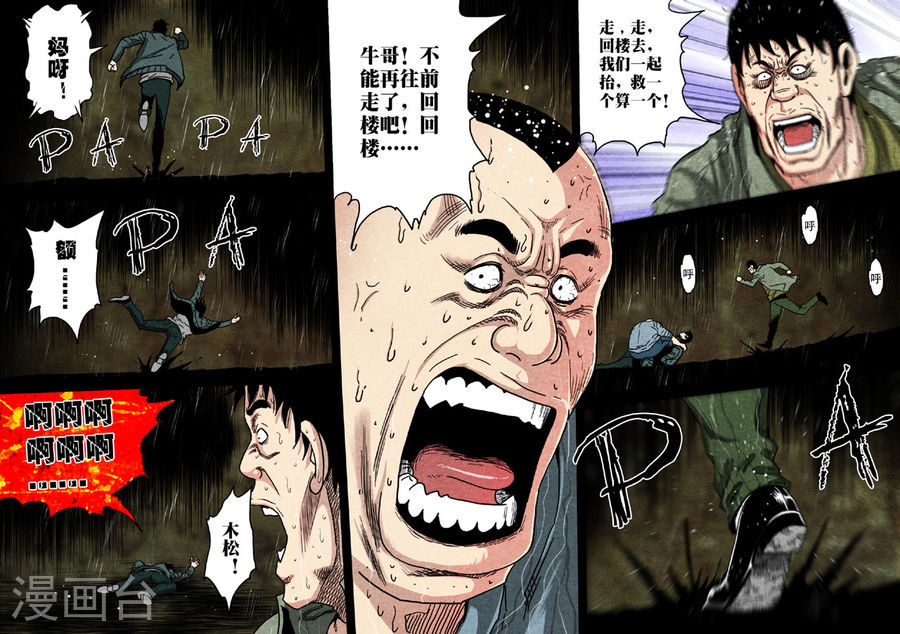 走，走，
回楼去，
我们一起
抬，救一
个算一个！
呼
呼
呼
PA
牛哥！不
能再往前
走了，回
楼吧！回
楼……
妈呀！
PA PA
PA
额……
啊啊啊
啊啊啊
……
木松！
漫画台